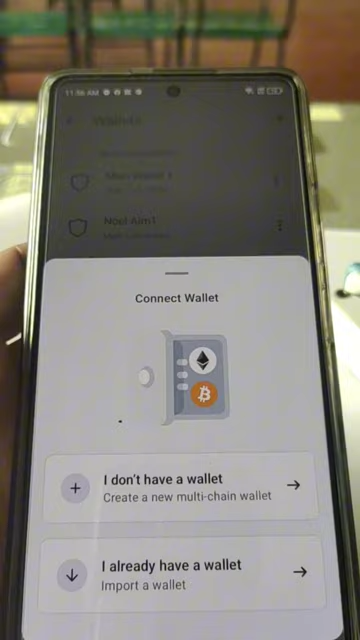 11:56 AM
Wallets
Main Wallet 1
Noel Aim1
Connect Wallet
I don't have a wallet
Create a new multi-chain wallet
I already have a wallet
Import a wallet